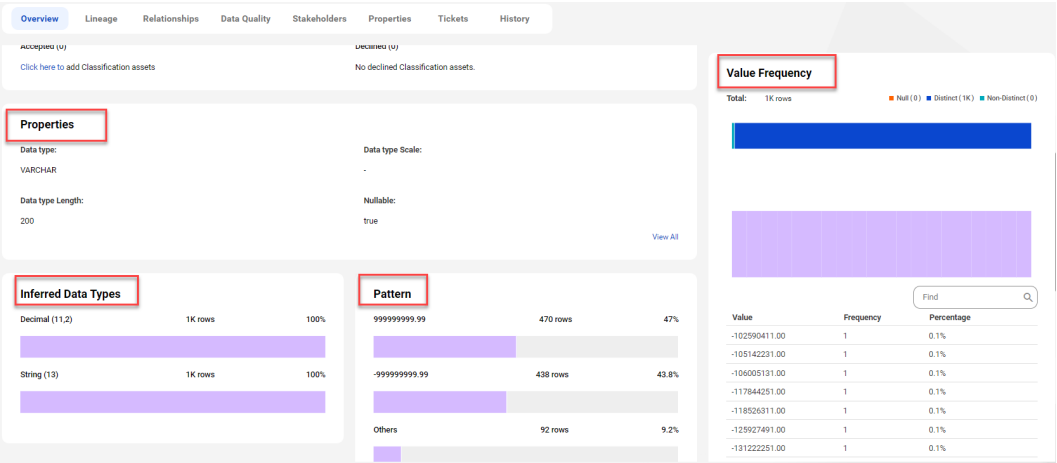 Overview Lineage Relationships Data Quality Stakeholders Properties Tickets History
Accepted (0) Declined (0)
Click here to add Classification assets No declined Classification assets.
Properties
Data type: Data type Scale:
VARCHAR -
Data type Length: Nullable:
200 true
View All
Inferred Data Types
Decimal (11,2) 1K rows 100%
String (13) 1K rows 100%
Pattern
999999999.99 470 rows 47%
-999999999.99 438 rows 43.8%
Others 92 rows 9.2%
Value Frequency
Total: 1K rows Null ( 0 ) Distinct ( 1K ) Non-Distinct ( 0 )
Find
Value Frequency Percentage
-102590411.00 1 0.1%
-105142231.00 1 0.1%
-106005131.00 1 0.1%
-117844251.00 1 0.1%
-118526311.00 1 0.1%
-125927491.00 1 0.1%
-131222251.00 1 0.1%